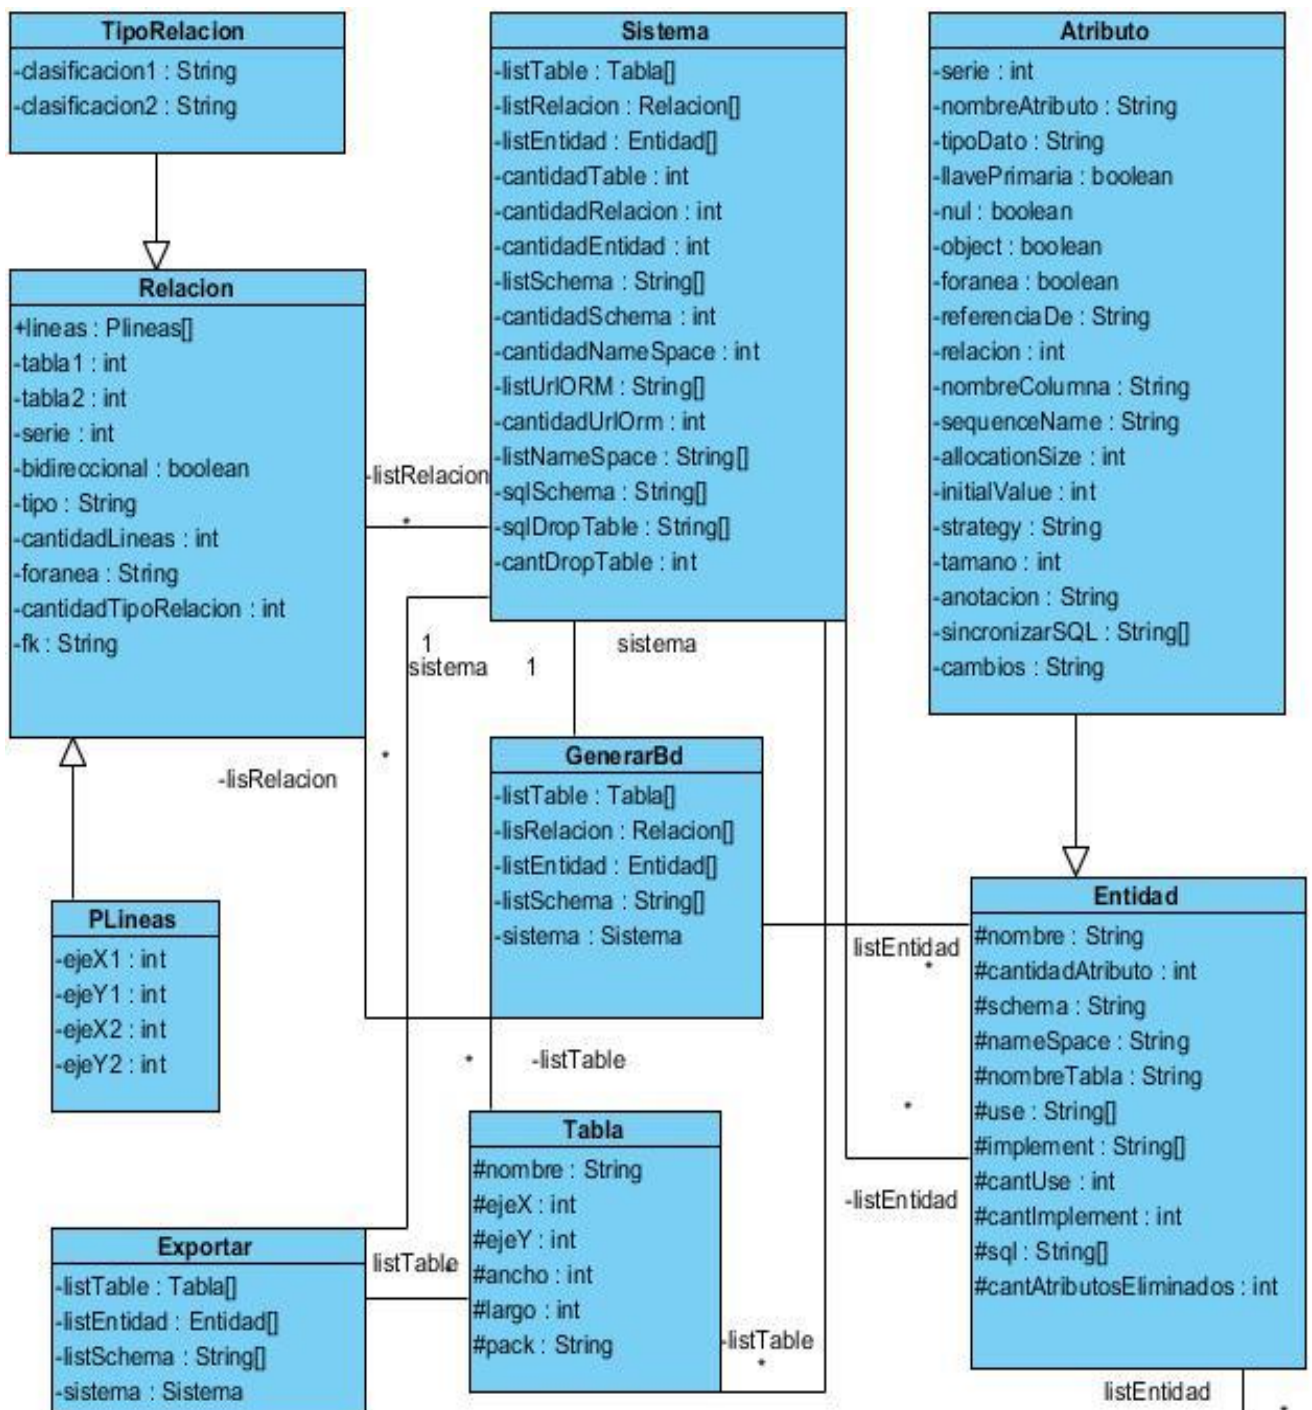 TipoRelacion
-clasificacion1 : String
-clasificacion2 : String
Relacion
+lineas : Plineas[]
-tabla1 : int
-tabla2 : int
-serie : int
-bidireccional : boolean
-tipo : String
-cantidadLineas : int
-foranea : String
-cantidadTipoRelacion : int
-fk : String
PLineas
-ejeX1 : int
-ejeY1 : int
-ejeX2 : int
-ejeY2 : int
Sistema
-listTable : Tabla[]
-listRelacion : Relacion[]
-listEntidad : Entidad[]
-cantidadTable : int
-cantidadRelacion : int
-cantidadEntidad : int
-listSchema : String[]
-cantidadSchema : int
-cantidadNameSpace : int
-listUrlORM : String[]
-cantidadUrlOrm : int
-listNameSpace : String[]
-sqlSchema : String[]
-sqlDropTable : String[]
-cantDropTable : int
-listRelacion
*
1
sistema
1
sistema
*
-lisRelacion
GenerarBd
-listTable : Tabla[]
-lisRelacion : Relacion[]
-listEntidad : Entidad[]
-listSchema : String[]
-sistema : Sistema
*
-listTable
Tabla
#nombre : String
#ejeX : int
#ejeY : int
#ancho : int
#largo : int
#pack : String
listTable
*
-listTable
*
Exportar
-listTable : Tabla[]
-listEntidad : Entidad[]
-listSchema : String[]
-sistema : Sistema
Atributo
-serie : int
-nombreAtributo : String
-tipoDato : String
-llavePrimaria : boolean
-nul : boolean
-object : boolean
-foranea : boolean
-referenciaDe : String
-relacion : int
-nombreColumna : String
-sequenceName : String
-allocationSize : int
-initialValue : int
-strategy : String
-tamano : int
-anotacion : String
-sincronizarSQL : String[]
-cambios : String
listEntidad
*
*
-listEntidad
Entidad
#nombre : String
#cantidadAtributo : int
#schema : String
#nameSpace : String
#nombreTabla : String
#use : String[]
#implement : String[]
#cantUse : int
#cantImplement : int
#sql : String[]
#cantAtributosEliminados : int
listEntidad
*